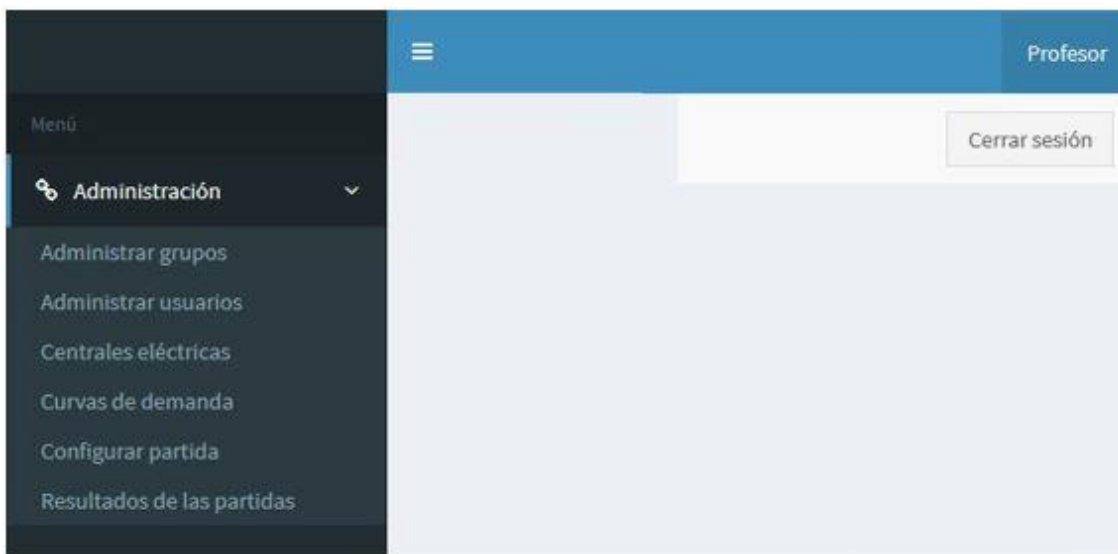 Profesor
Cerrar sesión
Menú
Administración
Administrar grupos
Administrar usuarios
Centrales eléctricas
Curvas de demanda
Configurar partida
Resultados de las partidas